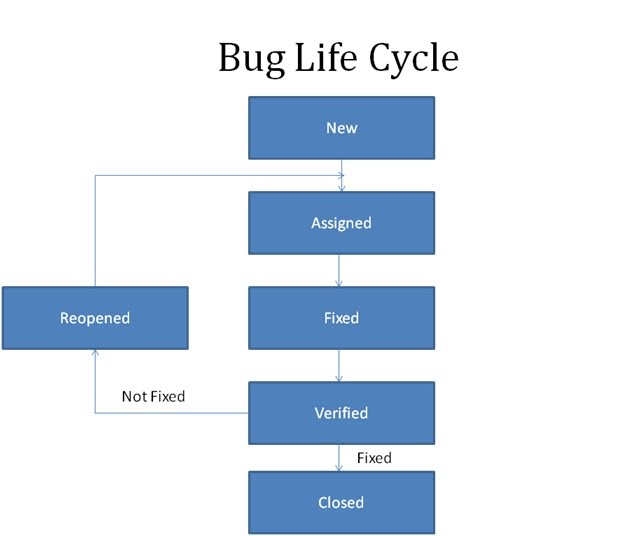 Bug Life Cycle
New
Assigned
Reopened
Fixed
Not Fixed
Verified
Fixed
Closed